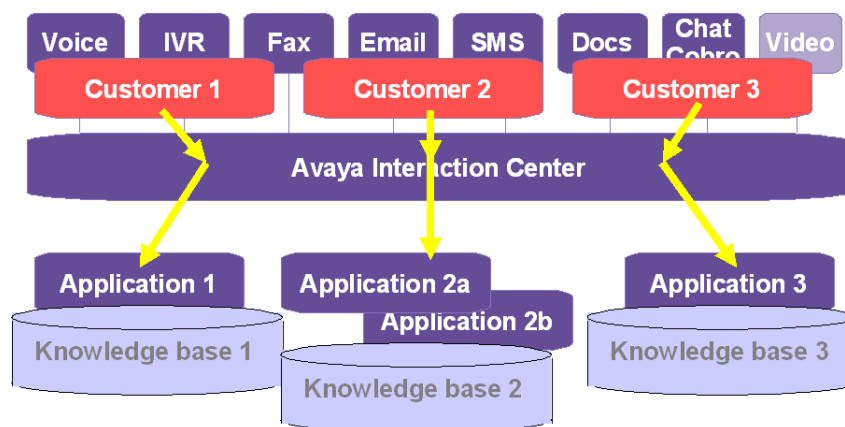 Voice
IVR
Fax
Email
SMS
Docs
Chat
Cobro
Video
Customer 1
Customer 2
Customer 3
Avaya Interaction Center
Application 1
Application 2a
Application 3
Application 2b
Knowledge base 1
Knowledge base 3
Knowledge base 2